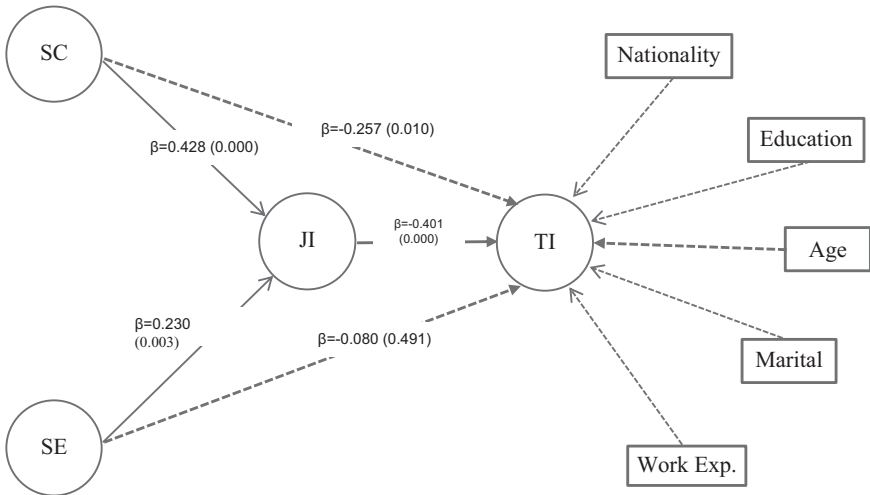 SC
Nationality
β=-0.257 (0.010)
Education
β=0.428 (0.000)
JI
β=-0.401
(0.000)
TI
Age
β=0.230
(0.003)
β=-0.080 (0.491)
Marital
SE
Work Exp.